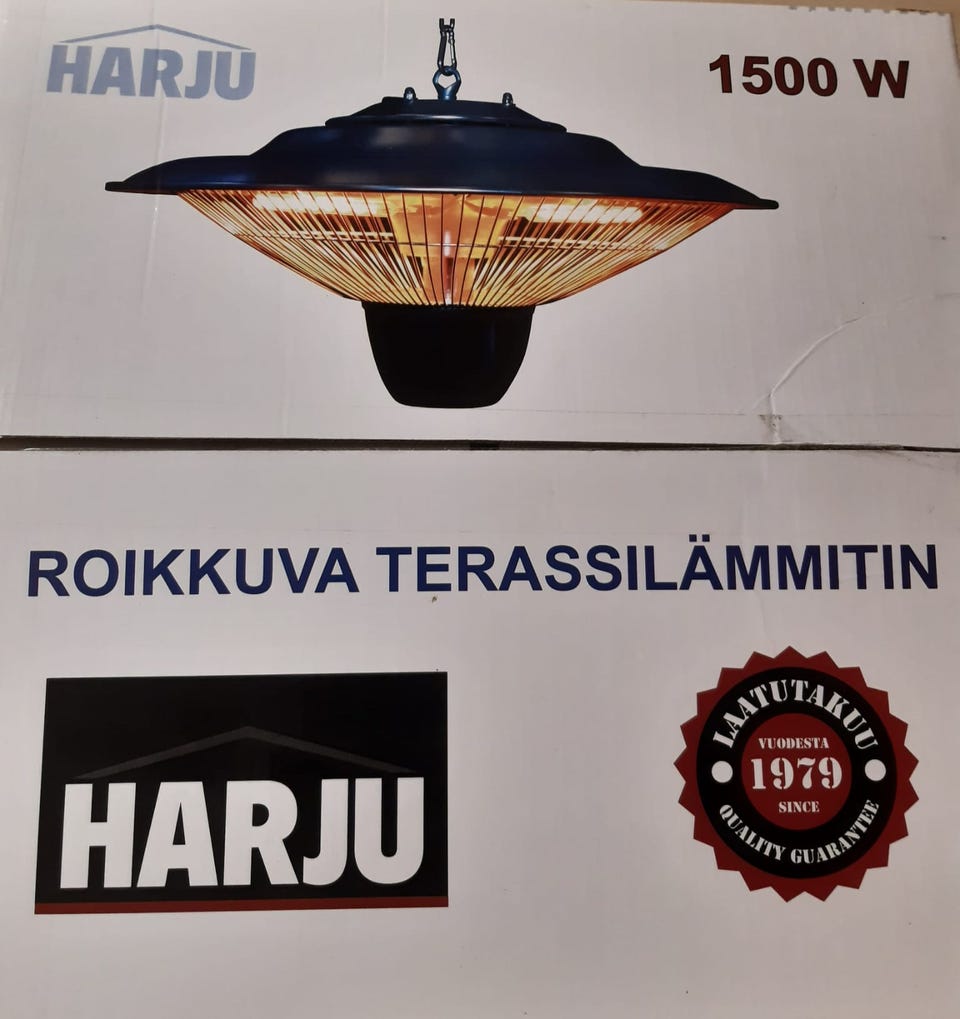 HARJU
1500 W
ROIKKUVA TERASSILÄMMITIN
HARJU
LAATUTAKUU
VUODESTA
1979
SINCE
QUALITY GUARANTEE